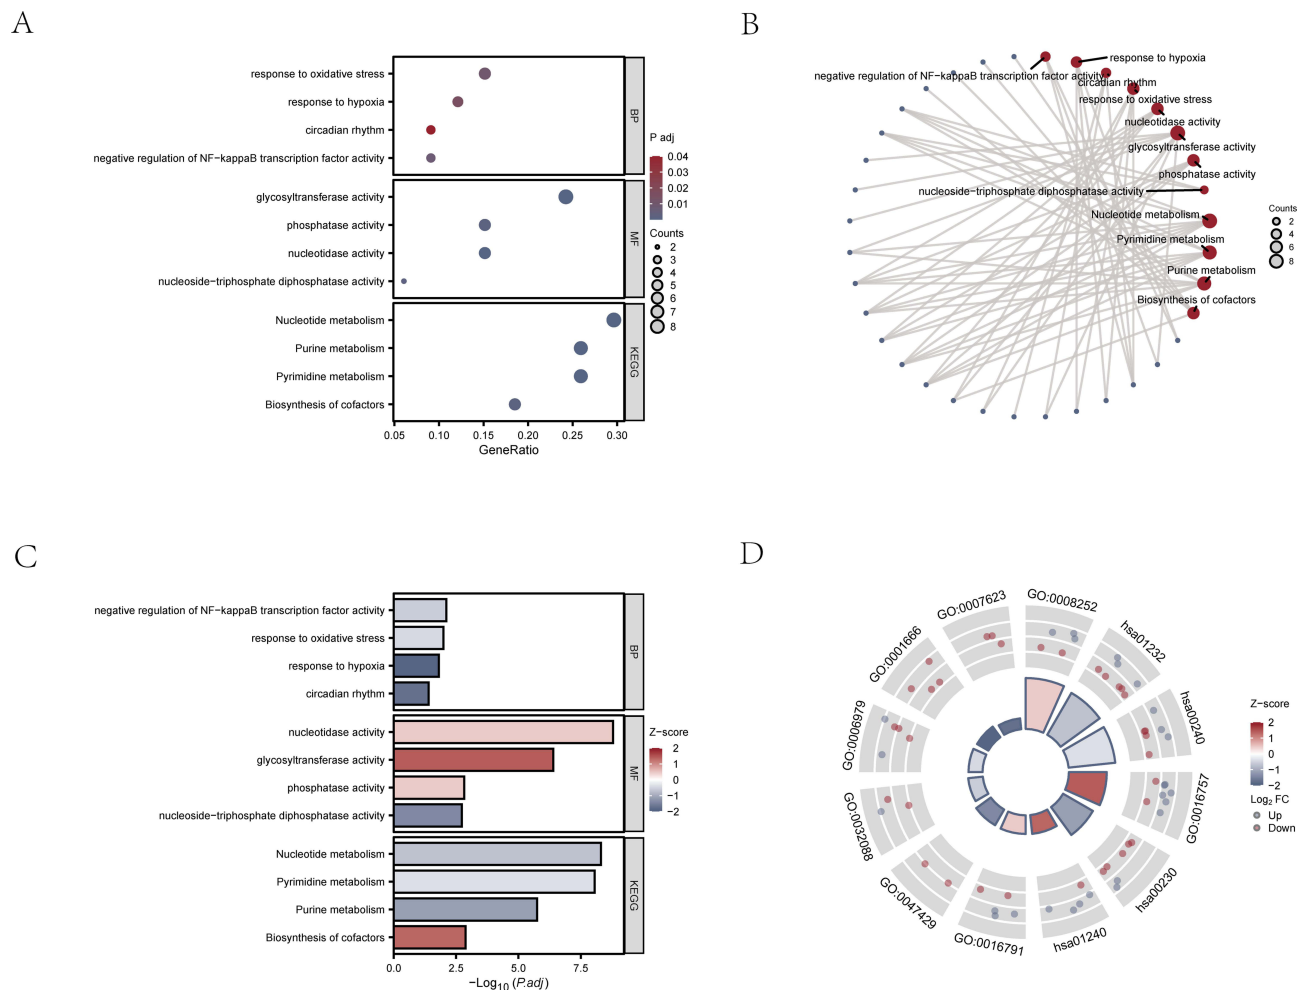 A
response to oxidative stress
response to hypoxia
circadian rhythm
negative regulation of NF−kappaB transcription factor activity
BP
glycosyltransferase activity
phosphatase activity
nucleotidase activity
nucleoside−triphosphate diphosphatase activity
MF
Nucleotide metabolism
Purine metabolism
Pyrimidine metabolism
Biosynthesis of cofactors
KEGG
0.05 0.10 0.15 0.20 0.25 0.30
GeneRatio
P adj
0.04
0.03
0.02
0.01
Counts
2
3
4
5
6
7
8
B
response to hypoxia
negative regulation of NF−kappaB transcription factor activity
circadian rhythm
response to oxidative stress
nucleotidase activity
glycosyltransferase activity
phosphatase activity
nucleoside−triphosphate diphosphatase activity
Nucleotide metabolism
Pyrimidine metabolism
Purine metabolism
Biosynthesis of cofactors
Counts
2
4
6
8
C
negative regulation of NF−kappaB transcription factor activity
response to oxidative stress
response to hypoxia
circadian rhythm
BP
nucleotidase activity
glycosyltransferase activity
phosphatase activity
nucleoside−triphosphate diphosphatase activity
MF
Nucleotide metabolism
Pyrimidine metabolism
Purine metabolism
Biosynthesis of cofactors
KEGG
0.0 2.5 5.0 7.5
−Log10 (P.adj)
Z−score
2
1
0
−1
−2
D
GO:0008252
hsa01232
hsa00240
GO:0016757
hsa00230
hsa01240
GO:0016791
GO:0047429
GO:0032088
GO:0006979
GO:0001666
GO:0007623
Z−score
2
1
0
−1
−2
Log2 FC
Up
Down